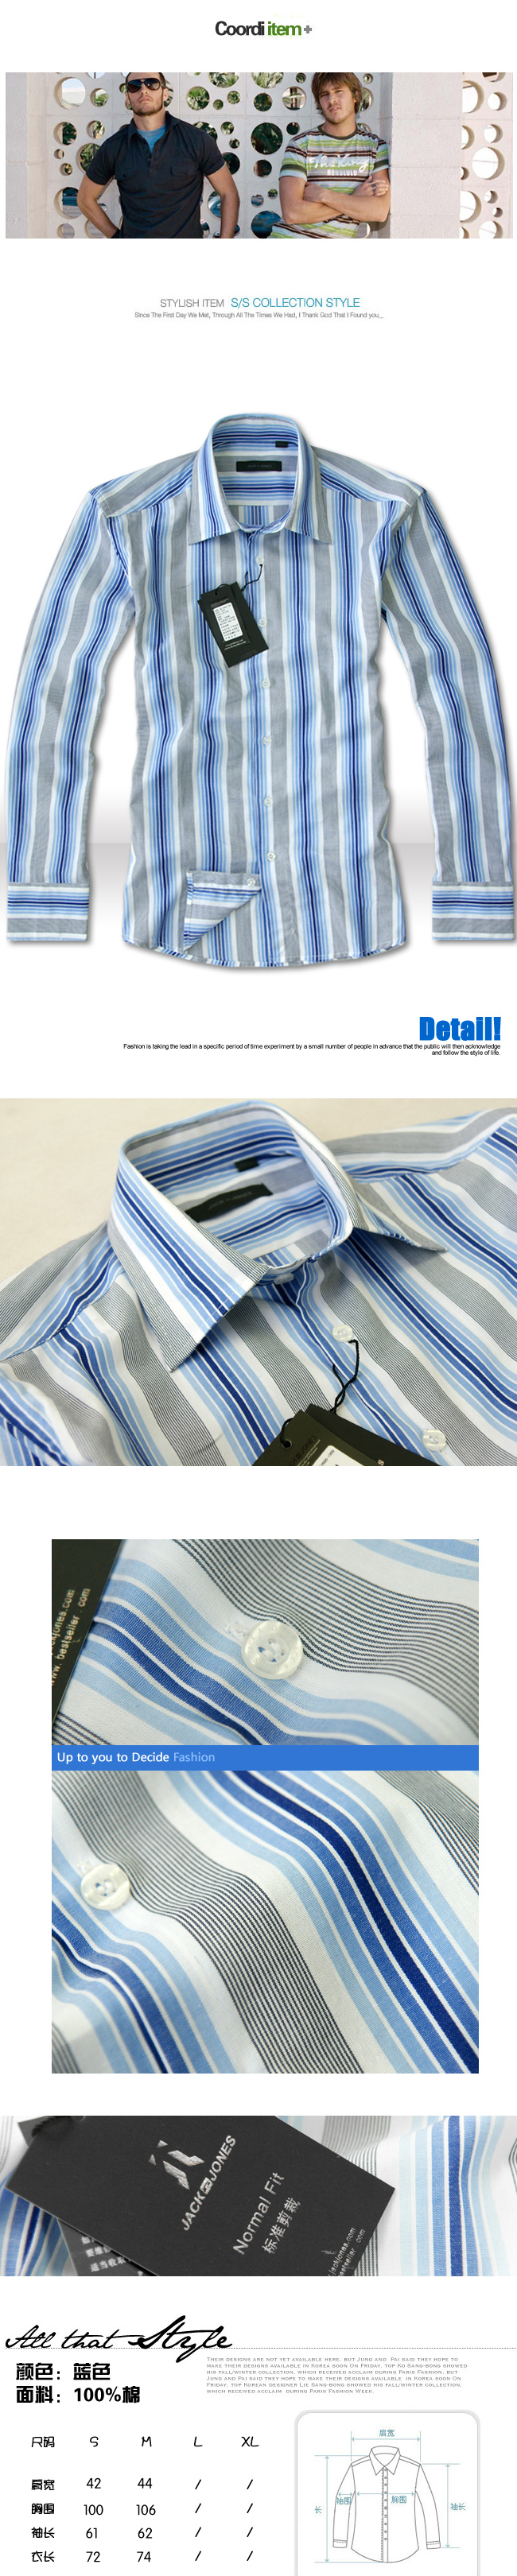 Coordi item+
HONOLULU
STYLISH ITEM S/S COLLECTION STYLE
Since The First Day We Met, Through All The Times We Had, I Thank God That I Found you_
JACK & JONES
Detail!
Fashion is taking the lead in a specific period of time experiment by a small number of people in advance that the public will then acknowledge
and follow the style of life.
JACK & JONES
www. bestseller. com
Up to you to Decide Fashion
JACK JONES
Normal Fit
标准剪裁
jackjones.com
bestseller. com
All that Style
颜色：蓝色
面料：100%棉
Their designs are not yet available here, but Jung and Pai said they hope to
make their designs available in Korea soon On Friday, top Ko Sang-bong showed
his fall/winter collection, which received acclaim during Paris Fashion. but
Jung and Pai said they hope to make their designs available in Korea soon On
Friday, top Korean designer Lie Sang-bong showed his fall/winter collection,
which received acclaim during Paris Fashion Week.
尺码 S M L XL
肩宽 42 44 / /
胸围 100 106 / /
袖长 61 62 / /
衣长 72 74 / /
肩宽
袖围
胸围
袖长
长